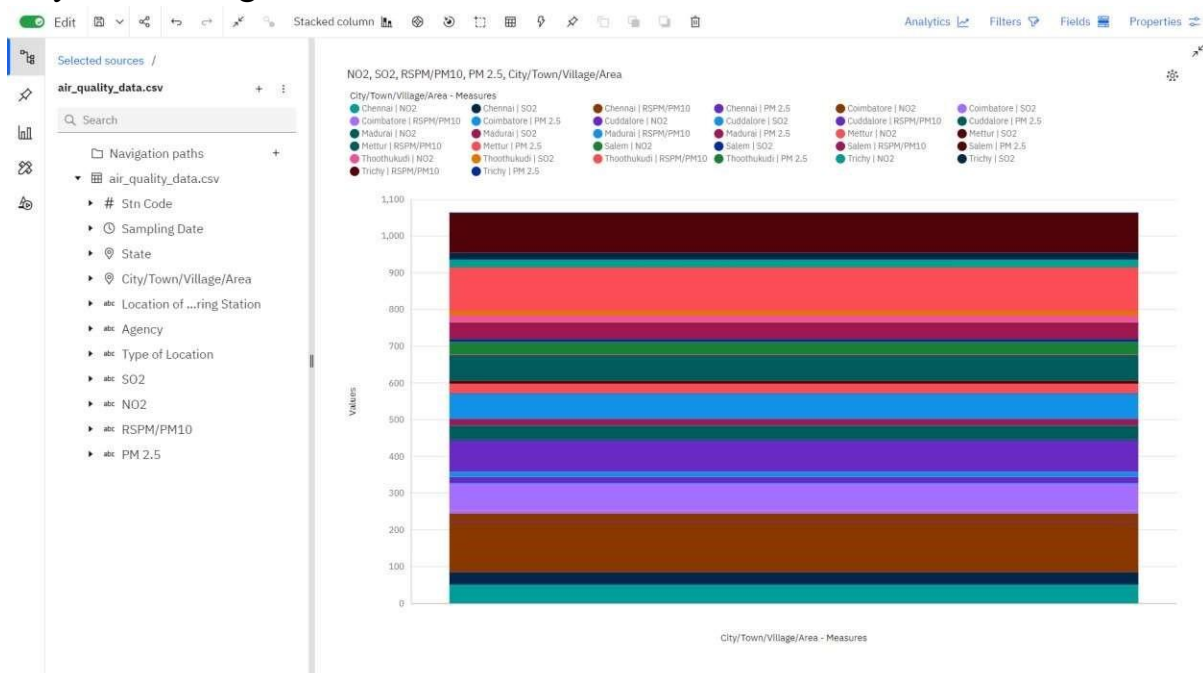 Edit Stacked column Analytics Filters Fields Properties
Selected sources /
air_quality_data.csv
Search
Navigation paths
air_quality_data.csv
# Stn Code
Sampling Date
State
City/Town/Village/Area
abc Location of ...ring Station
abc Agency
abc Type of Location
abc SO2
abc NO2
abc RSPM/PM10
abc PM 2.5
NO2, SO2, RSPM/PM10, PM 2.5, City/Town/Village/Area
City/Town/Village/Area - Measures
Chennai | NO2 Chennai | SO2 Chennai | RSPM/PM10 Chennai | PM 2.5 Coimbatore | NO2 Coimbatore | SO2
Coimbatore | RSPM/PM10 Coimbatore | PM 2.5 Cuddalore | NO2 Cuddalore | SO2 Cuddalore | RSPM/PM10 Cuddalore | PM 2.5
Madurai | NO2 Madurai | SO2 Madurai | RSPM/PM10 Madurai | PM 2.5 Mettur | NO2 Mettur | SO2
Mettur | RSPM/PM10 Mettur | PM 2.5 Salem | NO2 Salem | SO2 Salem | RSPM/PM10 Salem | PM 2.5
Thoothukudi | NO2 Thoothukudi | SO2 Thoothukudi | RSPM/PM10 Thoothukudi | PM 2.5 Trichy | NO2 Trichy | SO2
Trichy | RSPM/PM10 Trichy | PM 2.5
1,100
1,000
900
800
700
600
500
400
300
200
100
0
Values
City/Town/Village/Area - Measures